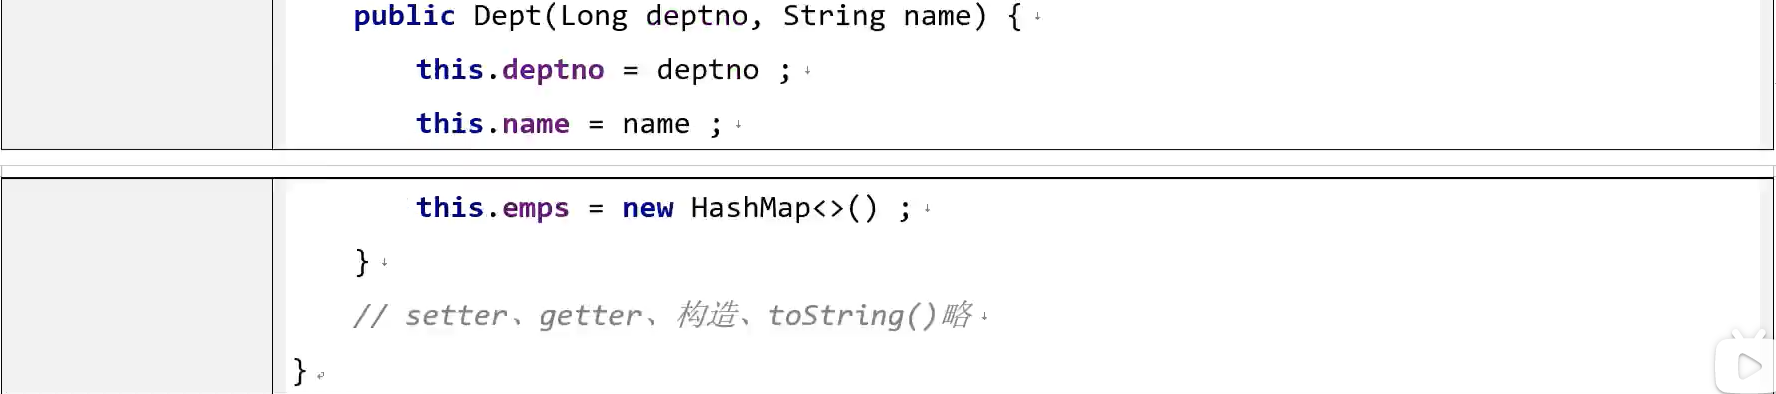 public Dept(Long deptno, String name) {
this.deptno = deptno ;
this.name = name ;
this.emps = new HashMap<>() ;
}
// setter、getter、构造、toString()略
}